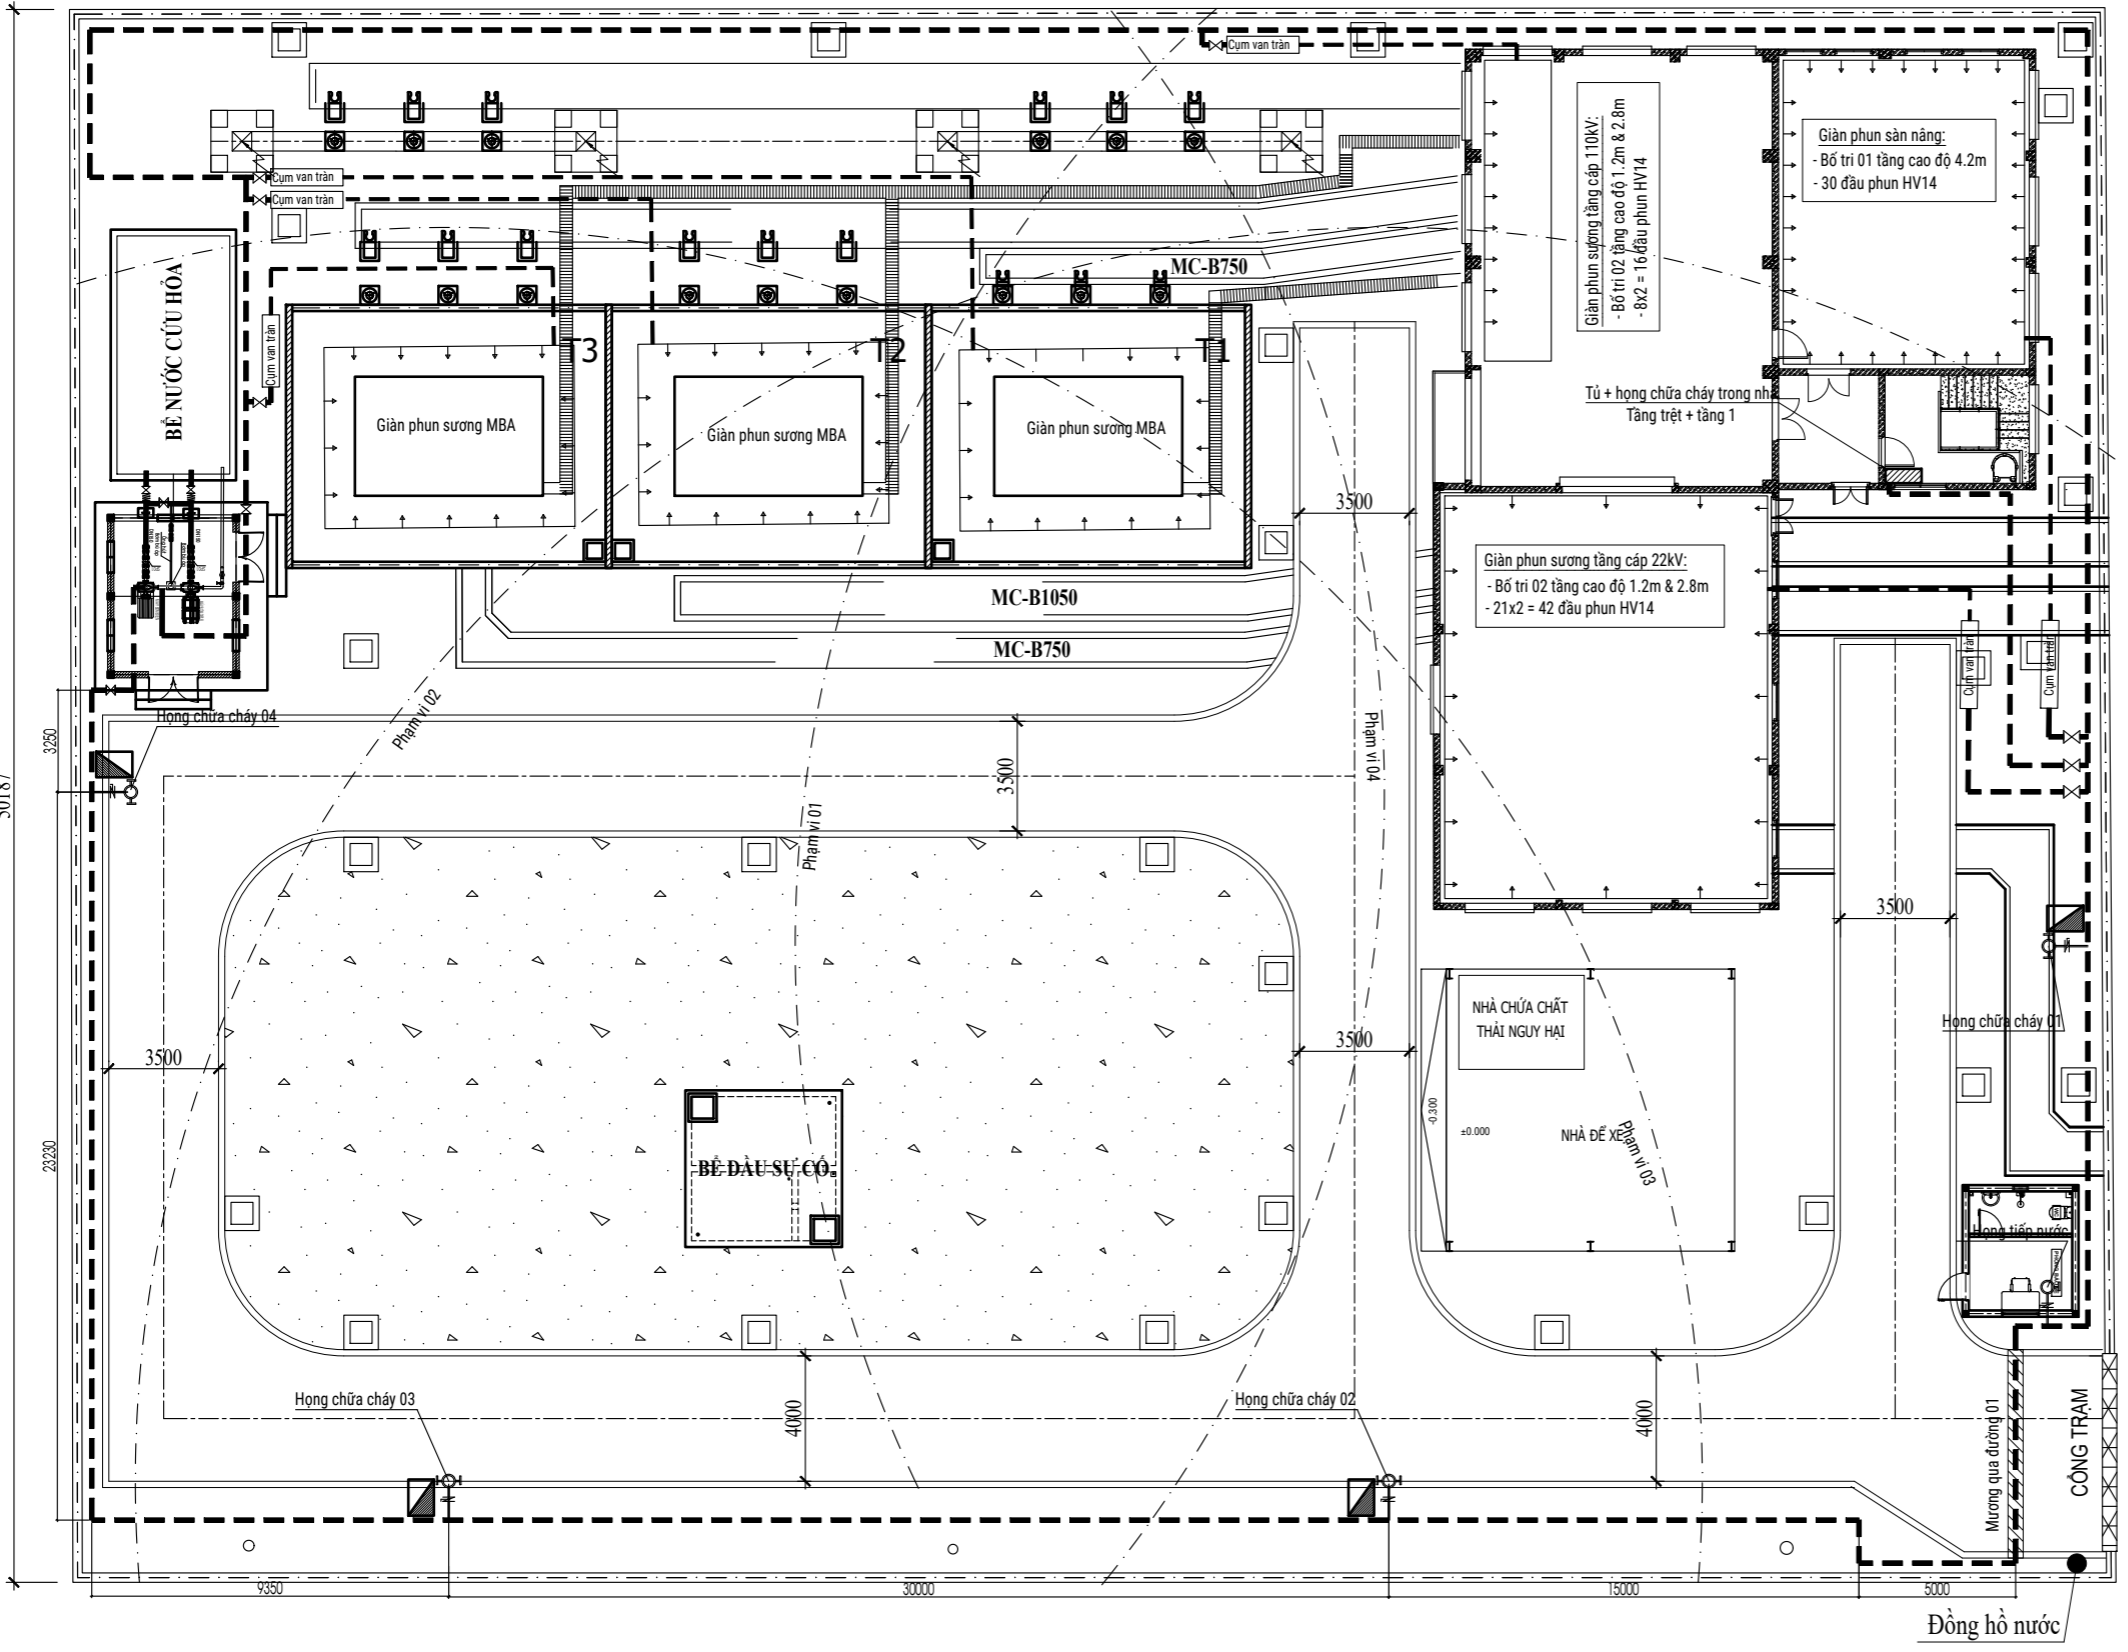 Cụm van tràn
Giàn phun sương tầng cáp 110kV:
- Bố trí 02 tầng cao độ 1.2m & 2.8m
- 8x2 = 16 đầu phun HV14
Giàn phun sàn nâng:
- Bố trí 01 tầng cao độ 4.2m
- 30 đầu phun HV14
Cụm van tràn
Cụm van tràn
BỂ NƯỚC CỨU HỎA
MC-B750
Cụm van tràn
T3
T2
T1
Giàn phun sương MBA
Giàn phun sương MBA
Giàn phun sương MBA
Tủ + họng chữa cháy trong nhà
Tầng trệt + tầng 1
3500
Giàn phun sương tầng cáp 22kV:
- Bố trí 02 tầng cao độ 1.2m & 2.8m
- 21x2 = 42 đầu phun HV14
MC-B1050
MC-B750
Cụm van tràn
Cụm van tràn
Phạm vi 02
Họng chữa cháy 04
Phạm vi 04
3250
3500
Phạm vi 01
3500
NHÀ CHỨA CHẤT
THẢI NGUY HẠI
Họng chữa cháy 01
3500
3500
-0.300
±0.000
NHÀ ĐỂ XE
Phạm vi 03
23230
BỂ DẦU SỰ CỐ
Họng tiếp nước
Họng chữa cháy 03
Họng chữa cháy 02
4000
4000
Mương qua đường 01
CỔNG TRẠM
9350
30000
15000
5000
Đồng hồ nước